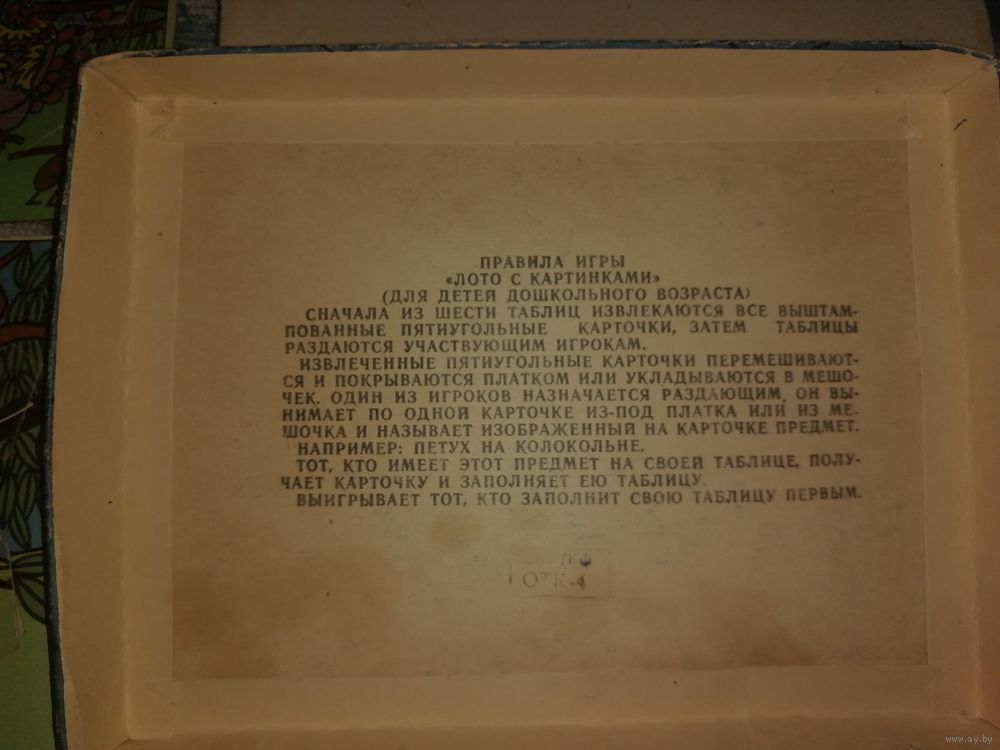 ПРАВИЛА ИГРЫ
«ЛОТО С КАРТИНКАМИ»
(ДЛЯ ДЕТЕЙ ДОШКОЛЬНОГО ВОЗРАСТА)
СНАЧАЛА ИЗ ШЕСТИ ТАБЛИЦ ИЗВЛЕКАЮТСЯ ВСЕ ВЫШТАМ-
ПОВАННЫЕ ПЯТИУГОЛЬНЫЕ КАРТОЧКИ, ЗАТЕМ ТАБЛИЦЫ
РАЗДАЮТСЯ УЧАСТВУЮЩИМ ИГРОКАМ.
ИЗВЛЕЧЕННЫЕ ПЯТИУГОЛЬНЫЕ КАРТОЧКИ ПЕРЕМЕШИВАЮТ-
СЯ И ПОКРЫВАЮТСЯ ПЛАТКОМ ИЛИ УКЛАДЫВАЮТСЯ В МЕШО-
ЧЕК. ОДИН ИЗ ИГРОКОВ НАЗНАЧАЕТСЯ РАЗДАЮЩИМ, ОН ВЫ-
НИМАЕТ ПО ОДНОЙ КАРТОЧКЕ ИЗ-ПОД ПЛАТКА ИЛИ ИЗ МЕ-
ШОЧКА И НАЗЫВАЕТ ИЗОБРАЖЕННЫЙ НА КАРТОЧКЕ ПРЕДМЕТ.
НАПРИМЕР: ПЕТУХ НА КОЛОКОЛЬНЕ.
ТОТ, КТО ИМЕЕТ ЭТОТ ПРЕДМЕТ НА СВОЕЙ ТАБЛИЦЕ, ПОЛУ-
ЧАЕТ КАРТОЧКУ И ЗАПОЛНЯЕТ ЕЮ ТАБЛИЦУ.
ВЫИГРЫВАЕТ ТОТ, КТО ЗАПОЛНИТ СВОЮ ТАБЛИЦУ ПЕРВЫМ.
ОТК
www.ay.by